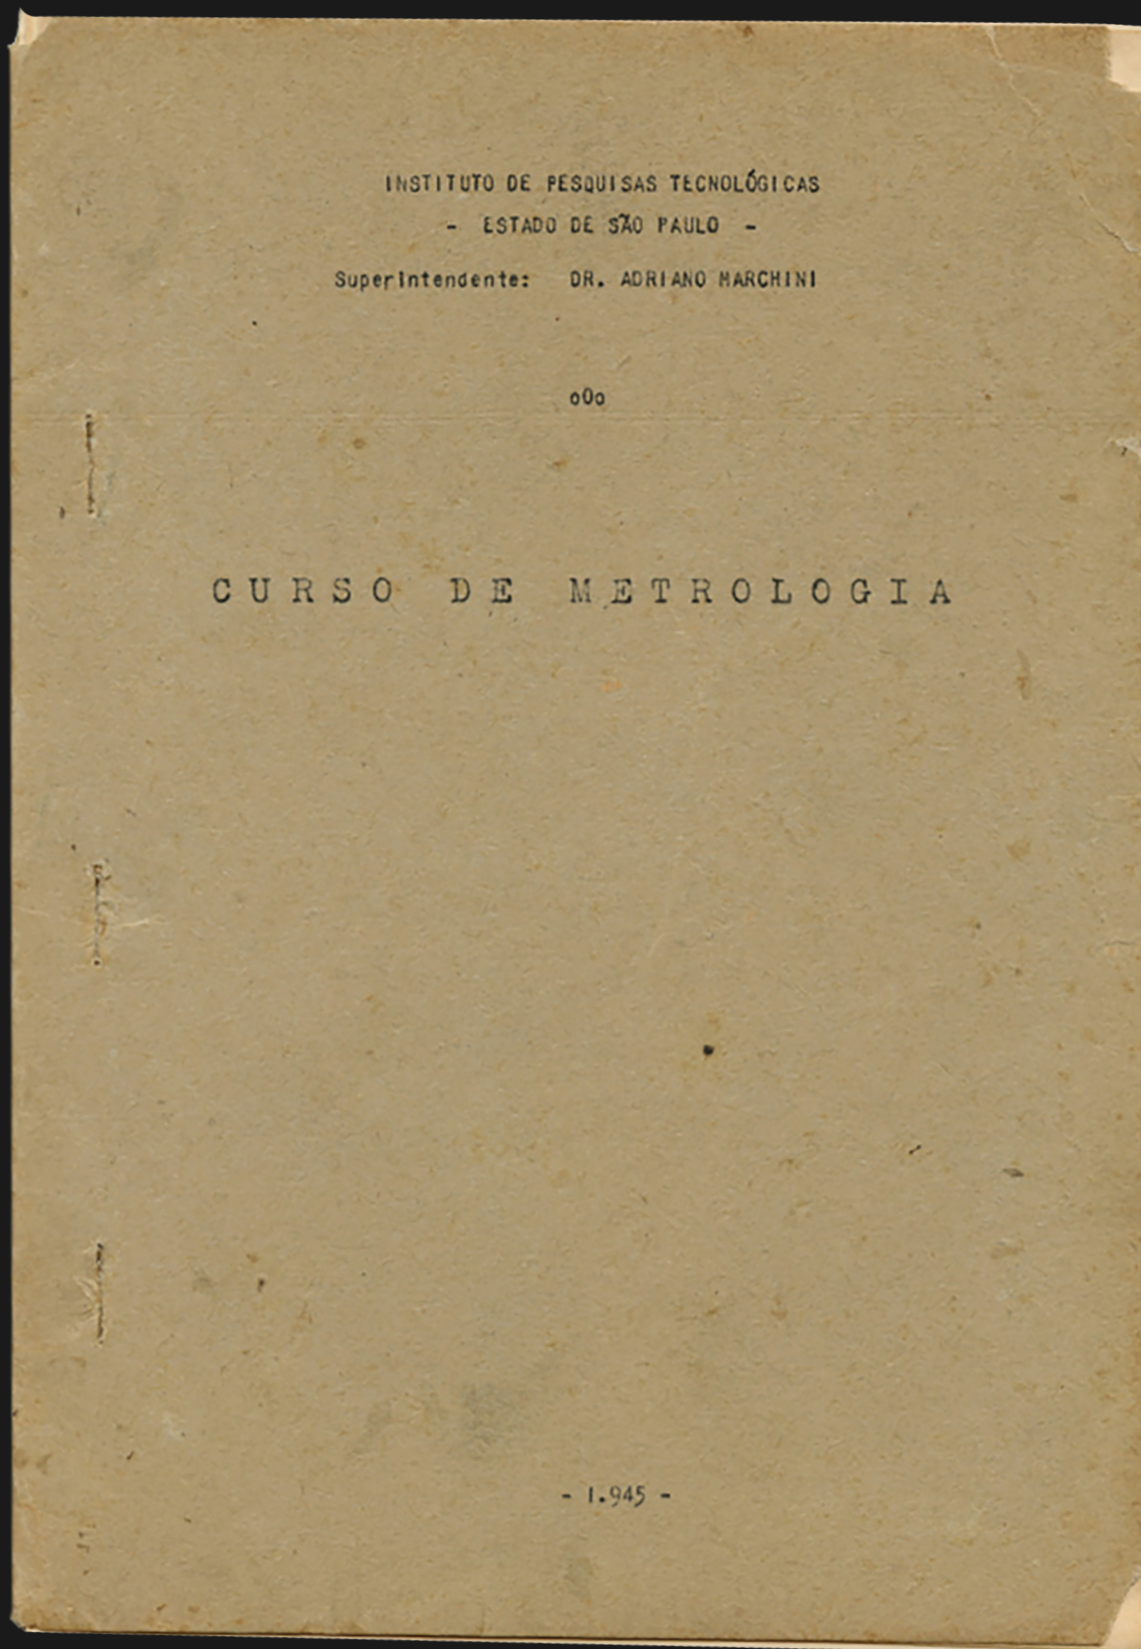 INSTITUTO DE PESQUISAS TECNOLÓGICAS
- ESTADO DE SÃO PAULO -
Superintendente: DR. ADRIANO MARCHINI
oOo
CURSO DE METROLOGIA
- 1.945 -